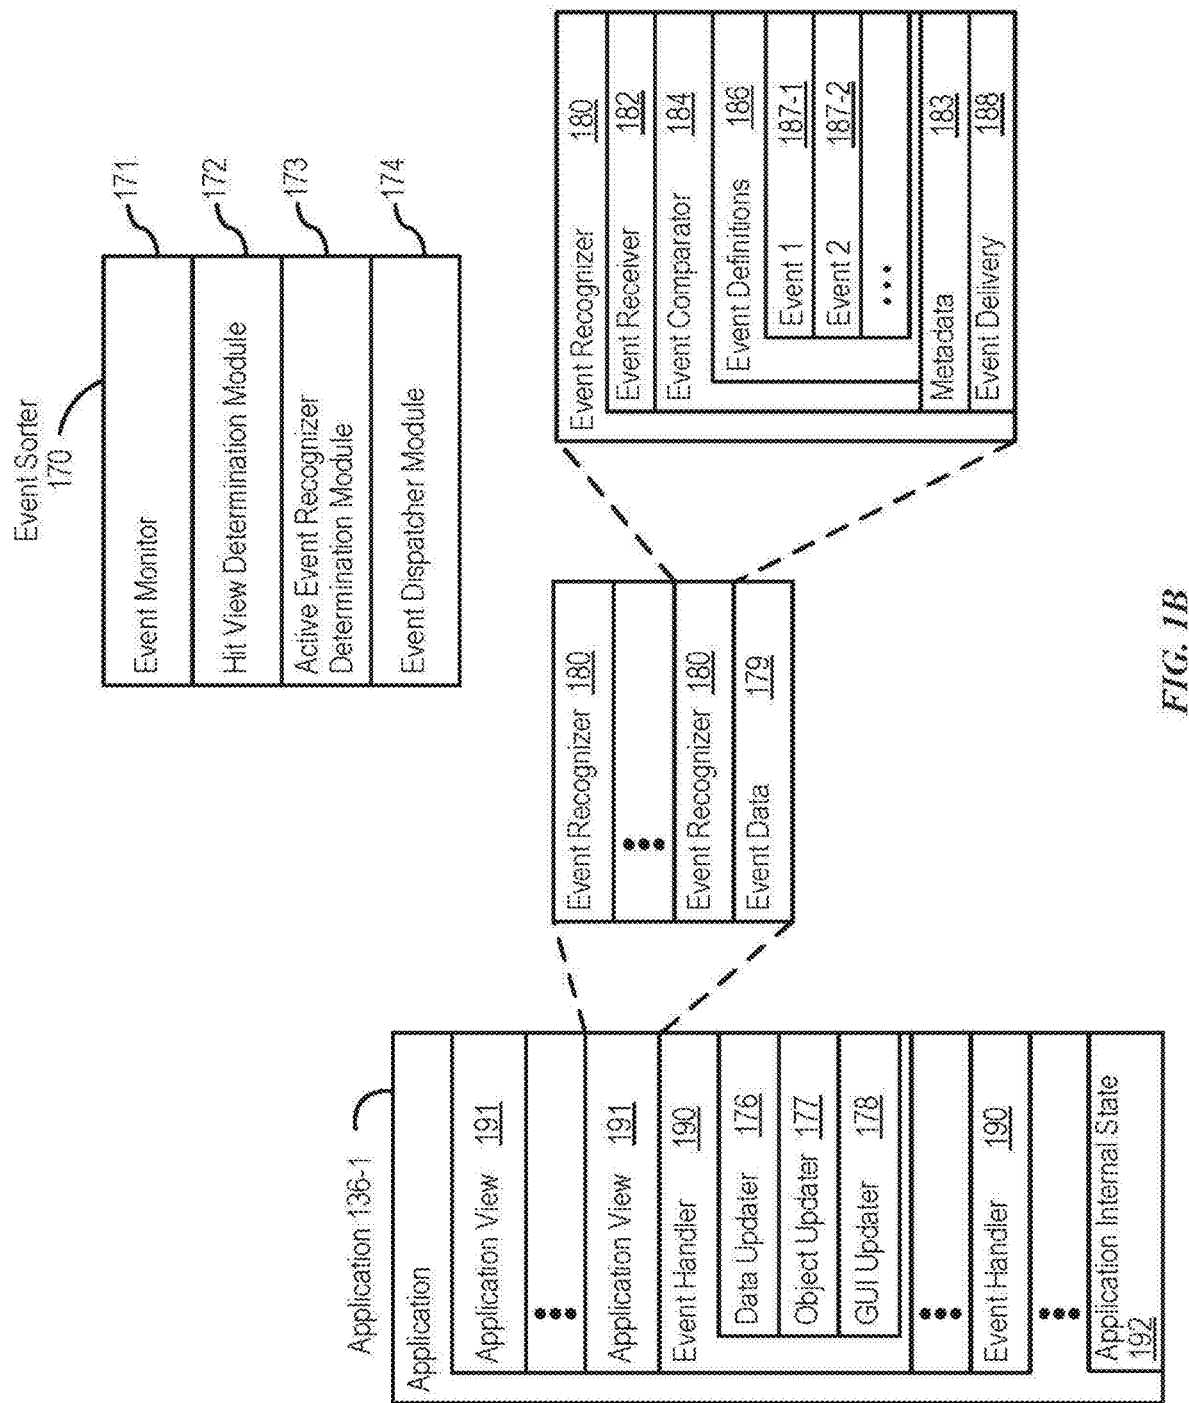 Event Sorter
170
Event Monitor
171
Hit View Determination Module
172
Active Event Recognizer
Determination Module
173
Event Dispatcher Module
174
Application 136-1
Application
Application View 191
•••
Application View 191
Event Handler 190
Data Updater 176
Object Updater 177
GUI Updater 178
•••
Event Handler 190
•••
Application Internal State
192
Event Recognizer 180
•••
Event Recognizer 180
Event Data 179
Event Recognizer 180
Event Receiver 182
Event Comparator 184
Event Definitions 186
Event 1 187-1
Event 2 187-2
•••
Metadata 183
Event Delivery 188
FIG. 1B